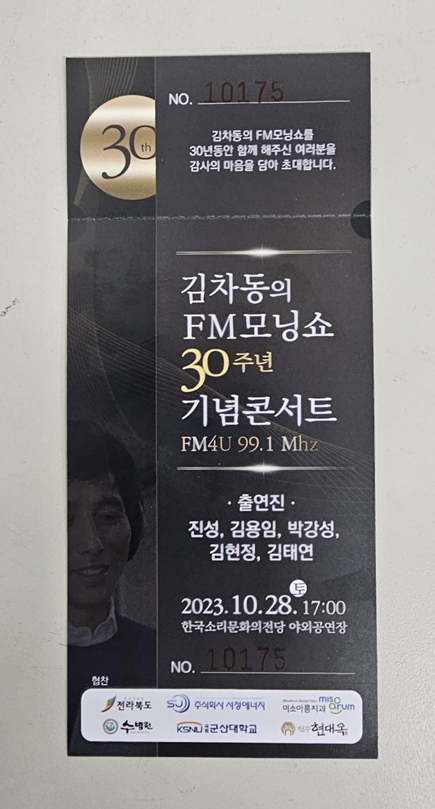 NO. 10175
30th
김차동의 FM모닝쇼를
30년동안 함께 해주신 여러분을
감사의 마음을 담아 초대합니다.
김차동의
FM모닝쇼
30주년
기념콘서트
FM4U 99.1 Mhz
· 출연진 ·
진성, 김용임, 박강성,
김현정, 김태연
2023.10.28.토 17:00
한국소리문화의전당 야외공연장
NO. 10175
협찬
전라북도 주식회사 서정에너지 미소아름치과 misoarum
수병원 KSNU 군산대학교 현대옥